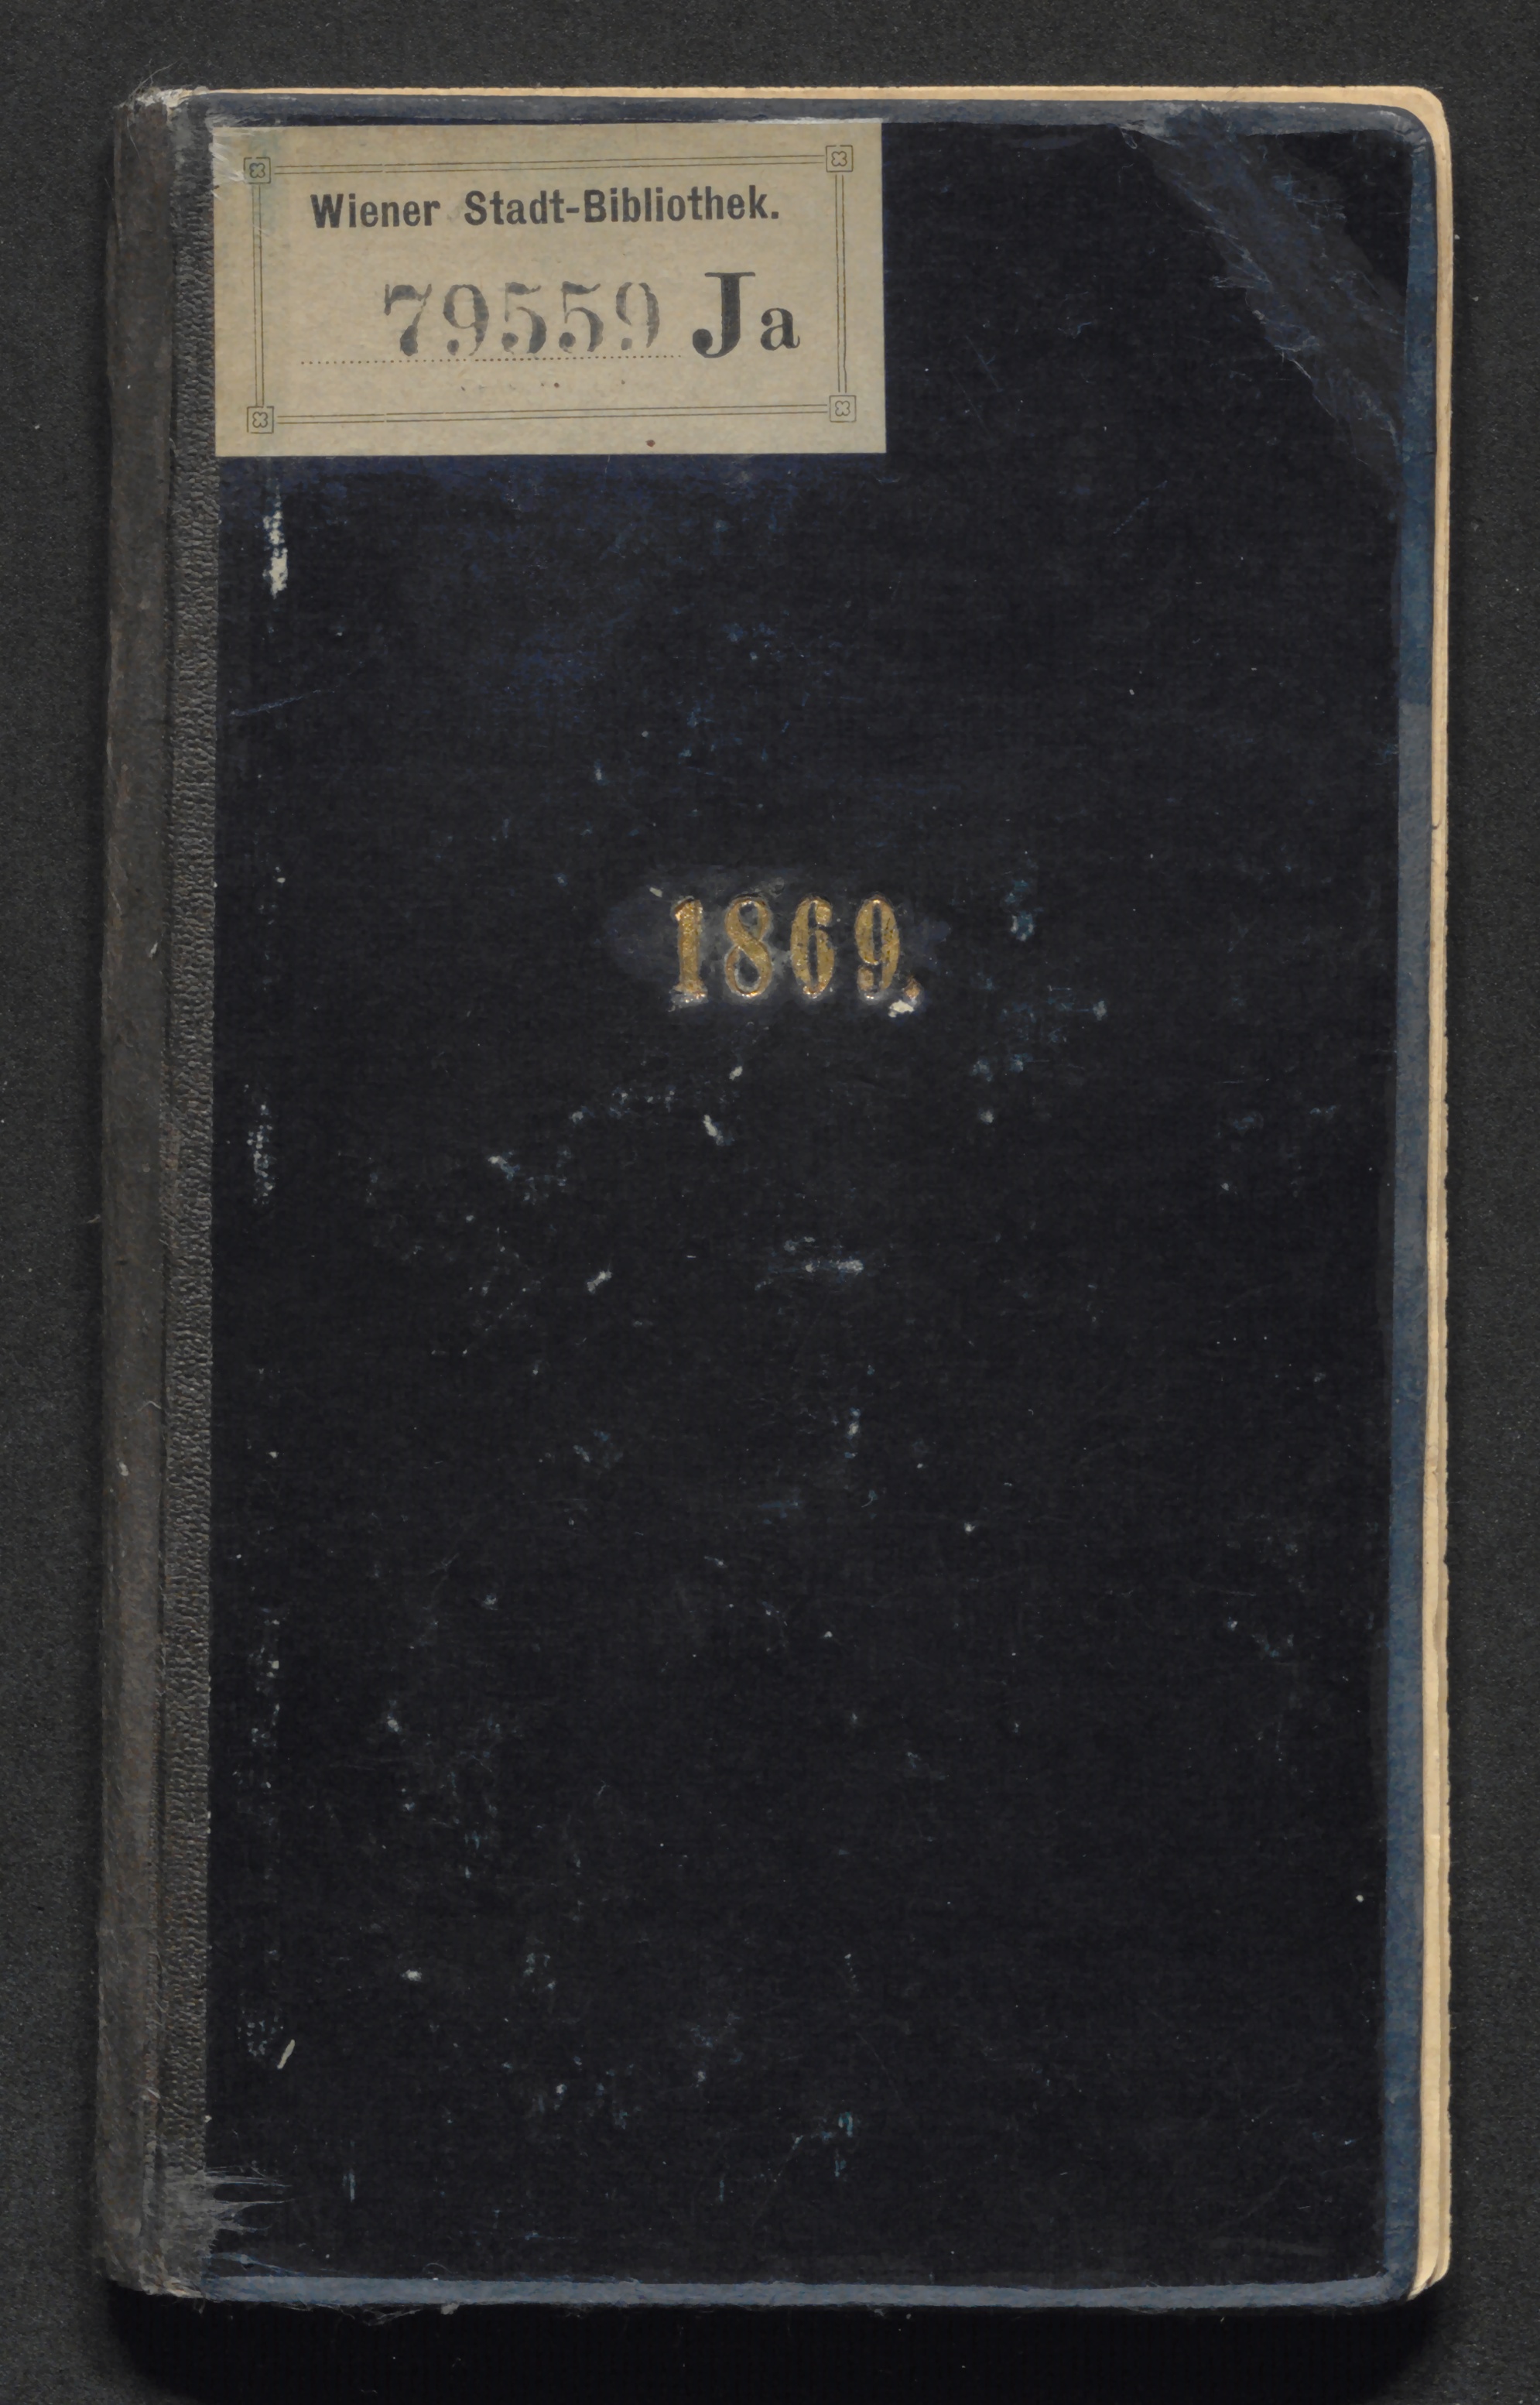 Wiener Stadt-Bibliothek.
79559 Ja
1869.